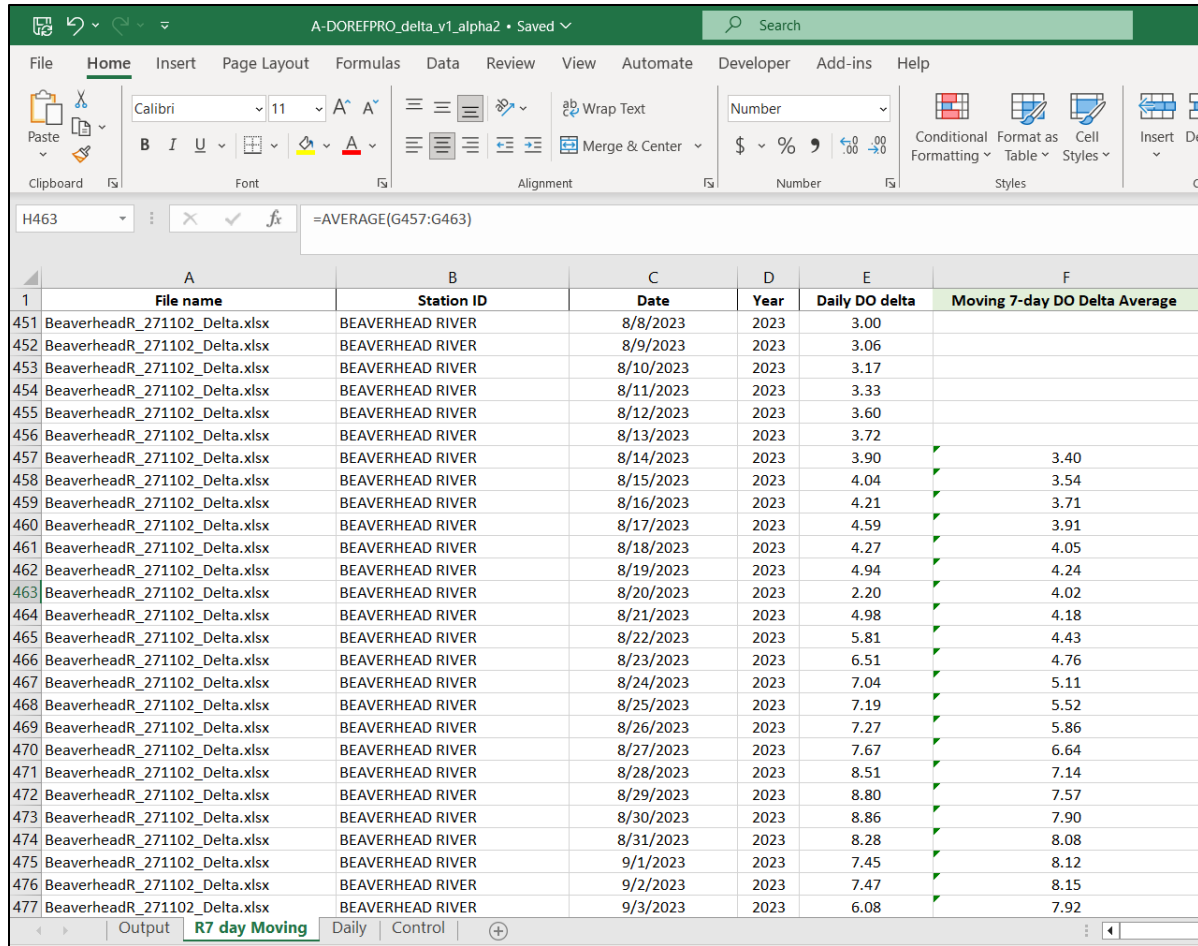 A-DOREFPRO_delta_v1_alpha2 • Saved Search
File Home Insert Page Layout Formulas Data Review View Automate Developer Add-ins Help
Calibri 11 A^ A˅ ab Wrap Text Number
Paste B I U A Merge & Center $ % Conditional Formatting Format as Table Cell Styles Insert De
Clipboard Font Alignment Number Styles
H463 fx =AVERAGE(G457:G463)
A B C D E F
1 File name Station ID Date Year Daily DO delta Moving 7-day DO Delta Average
451 BeaverheadR_271102_Delta.xlsx BEAVERHEAD RIVER 8/8/2023 2023 3.00
452 BeaverheadR_271102_Delta.xlsx BEAVERHEAD RIVER 8/9/2023 2023 3.06
453 BeaverheadR_271102_Delta.xlsx BEAVERHEAD RIVER 8/10/2023 2023 3.17
454 BeaverheadR_271102_Delta.xlsx BEAVERHEAD RIVER 8/11/2023 2023 3.33
455 BeaverheadR_271102_Delta.xlsx BEAVERHEAD RIVER 8/12/2023 2023 3.60
456 BeaverheadR_271102_Delta.xlsx BEAVERHEAD RIVER 8/13/2023 2023 3.72
457 BeaverheadR_271102_Delta.xlsx BEAVERHEAD RIVER 8/14/2023 2023 3.90 3.40
458 BeaverheadR_271102_Delta.xlsx BEAVERHEAD RIVER 8/15/2023 2023 4.04 3.54
459 BeaverheadR_271102_Delta.xlsx BEAVERHEAD RIVER 8/16/2023 2023 4.21 3.71
460 BeaverheadR_271102_Delta.xlsx BEAVERHEAD RIVER 8/17/2023 2023 4.59 3.91
461 BeaverheadR_271102_Delta.xlsx BEAVERHEAD RIVER 8/18/2023 2023 4.27 4.05
462 BeaverheadR_271102_Delta.xlsx BEAVERHEAD RIVER 8/19/2023 2023 4.94 4.24
463 BeaverheadR_271102_Delta.xlsx BEAVERHEAD RIVER 8/20/2023 2023 2.20 4.02
464 BeaverheadR_271102_Delta.xlsx BEAVERHEAD RIVER 8/21/2023 2023 4.98 4.18
465 BeaverheadR_271102_Delta.xlsx BEAVERHEAD RIVER 8/22/2023 2023 5.81 4.43
466 BeaverheadR_271102_Delta.xlsx BEAVERHEAD RIVER 8/23/2023 2023 6.51 4.76
467 BeaverheadR_271102_Delta.xlsx BEAVERHEAD RIVER 8/24/2023 2023 7.04 5.11
468 BeaverheadR_271102_Delta.xlsx BEAVERHEAD RIVER 8/25/2023 2023 7.19 5.52
469 BeaverheadR_271102_Delta.xlsx BEAVERHEAD RIVER 8/26/2023 2023 7.27 5.86
470 BeaverheadR_271102_Delta.xlsx BEAVERHEAD RIVER 8/27/2023 2023 7.67 6.64
471 BeaverheadR_271102_Delta.xlsx BEAVERHEAD RIVER 8/28/2023 2023 8.51 7.14
472 BeaverheadR_271102_Delta.xlsx BEAVERHEAD RIVER 8/29/2023 2023 8.80 7.57
473 BeaverheadR_271102_Delta.xlsx BEAVERHEAD RIVER 8/30/2023 2023 8.86 7.90
474 BeaverheadR_271102_Delta.xlsx BEAVERHEAD RIVER 8/31/2023 2023 8.28 8.08
475 BeaverheadR_271102_Delta.xlsx BEAVERHEAD RIVER 9/1/2023 2023 7.45 8.12
476 BeaverheadR_271102_Delta.xlsx BEAVERHEAD RIVER 9/2/2023 2023 7.47 8.15
477 BeaverheadR_271102_Delta.xlsx BEAVERHEAD RIVER 9/3/2023 2023 6.08 7.92
Output R7 day Moving Daily Control